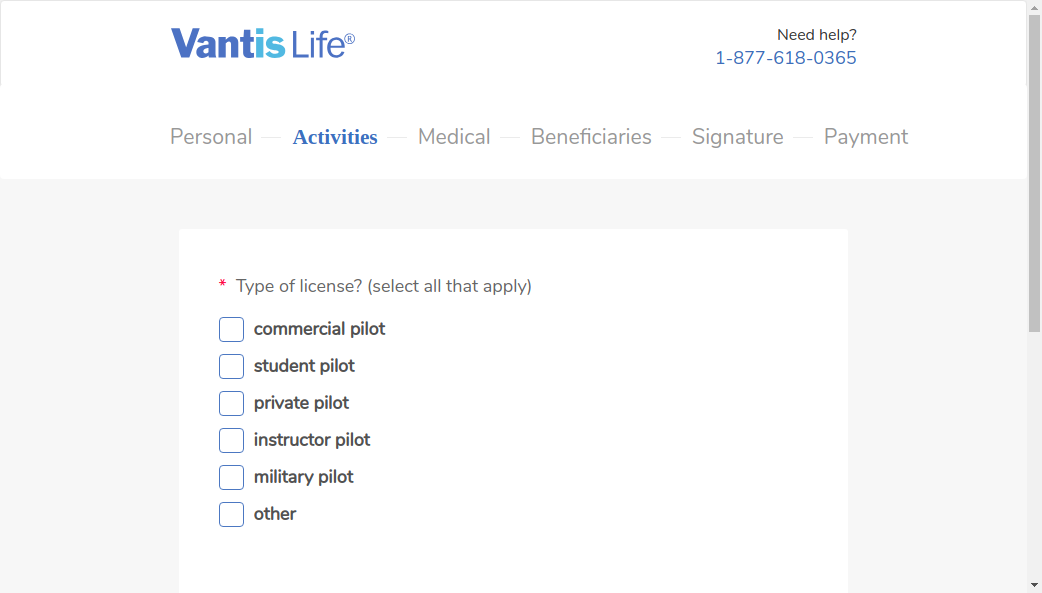 Vantis Life®
Need help?
1-877-618-0365
Personal Activities Medical Beneficiaries Signature Payment
* Type of license? (select all that apply)
commercial pilot
student pilot
private pilot
instructor pilot
military pilot
other